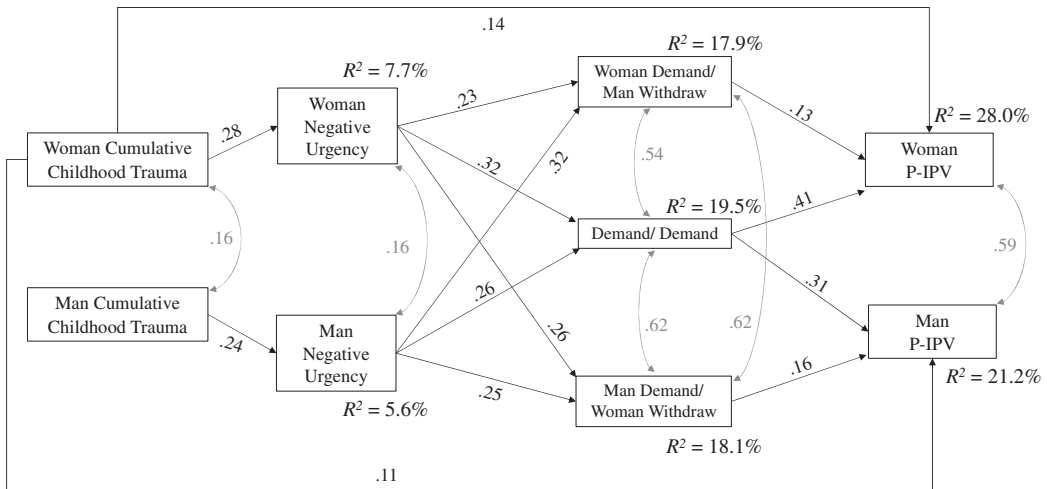 .14
R² = 17.9%
R² = 7.7%
Woman Demand/
Man Withdraw
Woman
Negative
Urgency
.23
.13
R² = 28.0%
.28
Woman Cumulative
Childhood Trauma
.32
.32
.54
Woman
P-IPV
R² = 19.5%
.41
.16
.16
Demand/ Demand
.59
.26
.31
Man Cumulative
Childhood Trauma
.24
Man
Negative
Urgency
.26
.62
.62
Man
P-IPV
.16
.25
Man Demand/
Woman Withdraw
R² = 21.2%
R² = 5.6%
R² = 18.1%
.11